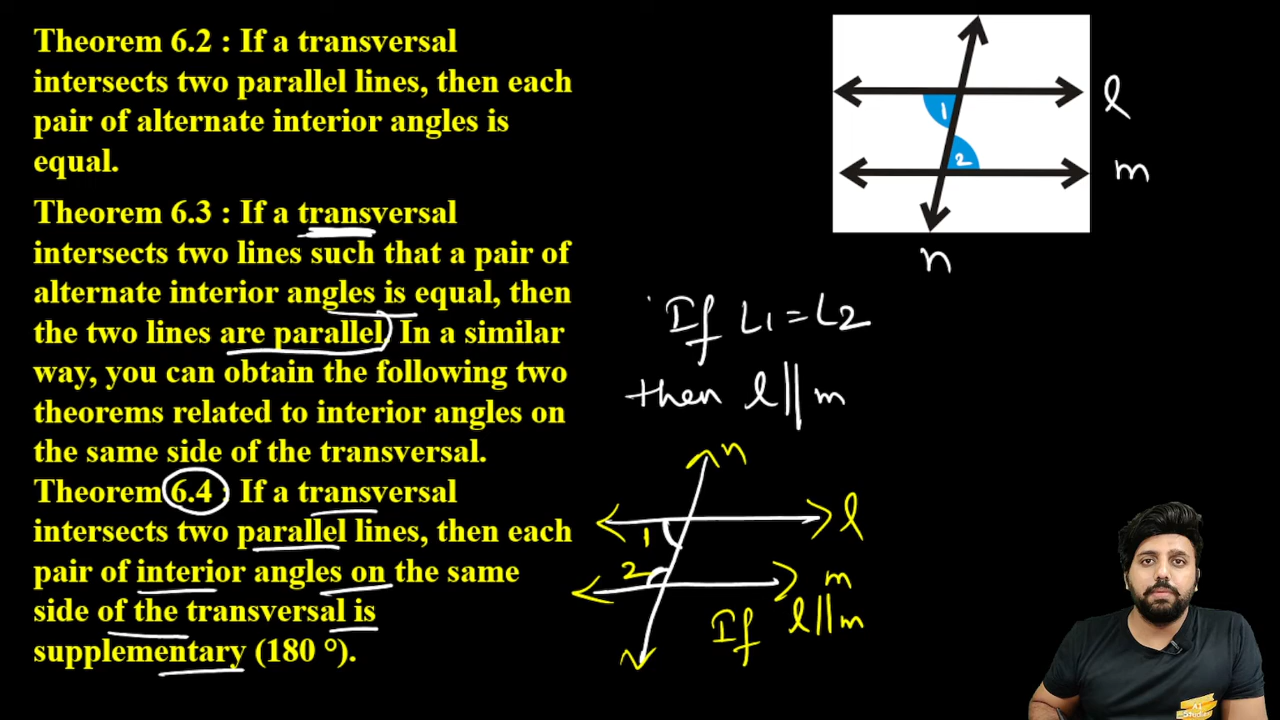 Theorem 6.2 : If a transversal
intersects two parallel lines, then each
pair of alternate interior angles is
equal.
Theorem 6.3 : If a transversal
intersects two lines such that a pair of
alternate interior angles is equal, then
the two lines are parallel. In a similar
way, you can obtain the following two
theorems related to interior angles on
the same side of the transversal.
Theorem 6.4 : If a transversal
intersects two parallel lines, then each
pair of interior angles on the same
side of the transversal is
supplementary (180 °).
l
1
2
m
n
If ∠1=∠2
then l||m
n
l
1
2
m
If l||m